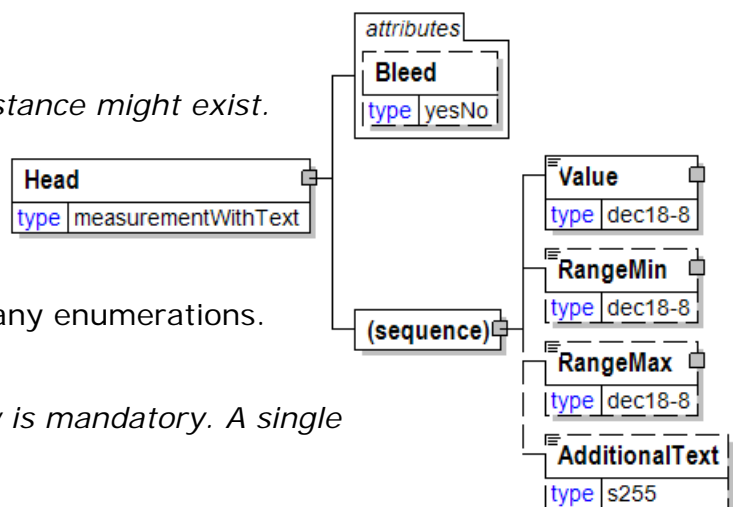 attributes
Bleed
type yesNo
stance might exist.
Head
type measurementWithText
Value
type dec18-8
RangeMin
type dec18-8
any enumerations.
(sequence)
RangeMax
type dec18-8
is mandatory. A single
AdditionalText
type s255